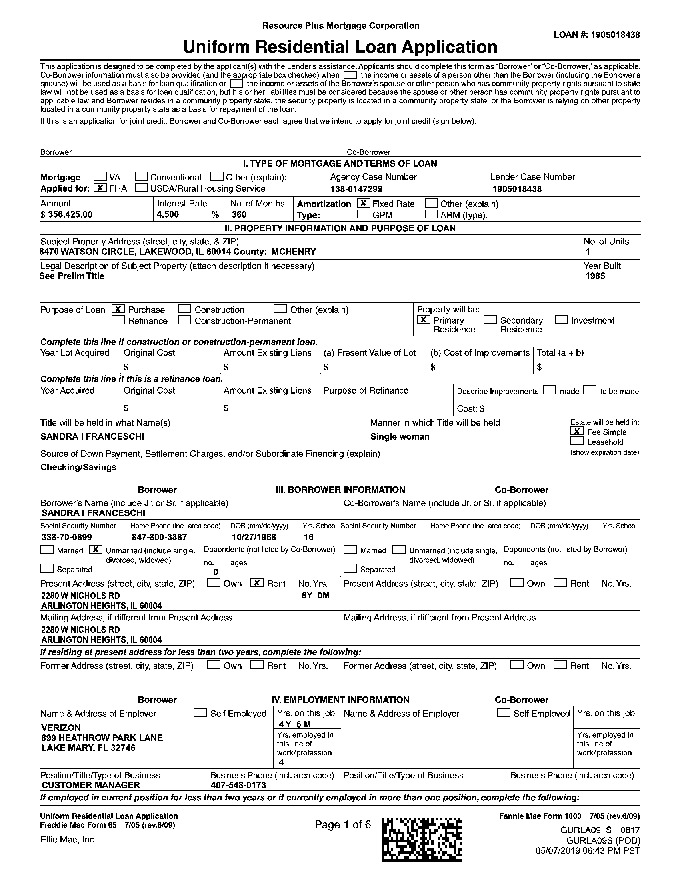 Resource Plus Mortgage Corporation
LOAN #: 1905018438
Uniform Residential Loan Application
This application is designed to be completed by the applicant(s) with the Lender's assistance. Applicants should complete this form as "Borrower" or "Co-Borrower," as applicable.
Co-Borrower information must also be provided (and the appropriate box checked) when the income or assets of a person other than the Borrower (including the Borrower's
spouse) will be used as a basis for loan qualification or the income or assets of the Borrower's spouse or other person who has community property rights pursuant to state
law will not be used as a basis for loan qualification, but his or her liabilities must be considered because the spouse or other person has community property rights pursuant to
applicable law and Borrower resides in a community property state, the security property is located in a community property state, or the Borrower is relying on other property
located in a community property state as a basis for repayment of the loan.
If this is an application for joint credit, Borrower and Co-Borrower each agree that we intend to apply for joint credit (sign below).
Borrower Co-Borrower
I. TYPE OF MORTGAGE AND TERMS OF LOAN
Mortgage VA Conventional Other (explain): Agency Case Number Lender Case Number
Applied for: X FHA USDA/Rural Housing Service 138-0147299 1905018438
Amount Interest Rate No. of Months Amortization X Fixed Rate Other (explain)
$ 356,425.00 4.500 % 360 Type: GPM ARM (type):
II. PROPERTY INFORMATION AND PURPOSE OF LOAN
Subject Property Address (street, city, state, & ZIP) No. of Units
8470 WATSON CIRCLE, LAKEWOOD, IL 60014 County: MCHENRY 1
Legal Description of Subject Property (attach description if necessary) Year Built
See Prelim Title 1985
Purpose of Loan X Purchase Construction Other (explain) Property will be:
Refinance Construction-Permanent X Primary Residence Secondary Residence Investment
Complete this line if construction or construction-permanent loan.
Year Lot Acquired Original Cost Amount Existing Liens (a) Present Value of Lot (b) Cost of Improvements Total (a + b)
$ $ $ $ $
Complete this line if this is a refinance loan.
Year Acquired Original Cost Amount Existing Liens Purpose of Refinance Describe Improvements made to be made
$ $ Cost: $
Title will be held in what Name(s) Manner in which Title will be held Estate will be held in:
SANDRA I FRANCESCHI Single woman X Fee Simple
Leasehold
Source of Down Payment, Settlement Charges, and/or Subordinate Financing (explain) (show expiration date)
Checking/Savings
Borrower III. BORROWER INFORMATION Co-Borrower
Borrower's Name (include Jr. or Sr. if applicable) Co-Borrower's Name (include Jr. or Sr. if applicable)
SANDRA I FRANCESCHI
Social Security Number Home Phone (incl. area code) DOB (mm/dd/yyyy) Yrs. School Social Security Number Home Phone (incl. area code) DOB (mm/dd/yyyy) Yrs. School
338-70-0899 847-800-3887 10/27/1968 16
Married X Unmarried (include single, divorced, widowed) Dependents (not listed by Co-Borrower) Married Unmarried (include single, divorced, widowed) Dependents (not listed by Borrower)
Separated no. 0 ages Separated no. ages
Present Address (street, city, state, ZIP) Own X Rent No. Yrs. Present Address (street, city, state, ZIP) Own Rent No. Yrs.
2280 W NICHOLS RD 6Y 0M
ARLINGTON HEIGHTS, IL 60004
Mailing Address, if different from Present Address Mailing Address, if different from Present Address
2280 W NICHOLS RD
ARLINGTON HEIGHTS, IL 60004
If residing at present address for less than two years, complete the following:
Former Address (street, city, state, ZIP) Own Rent No. Yrs. Former Address (street, city, state, ZIP) Own Rent No. Yrs.
Borrower IV. EMPLOYMENT INFORMATION Co-Borrower
Name & Address of Employer Self Employed Yrs. on this job Name & Address of Employer Self Employed Yrs. on this job
4 Y 6 M
VERIZON
699 HEATHROW PARK LANE
LAKE MARY, FL 32746
Yrs. employed in this line of work/profession Yrs. employed in this line of work/profession
4
Position/Title/Type of Business Business Phone (incl. area code) Position/Title/Type of Business Business Phone (incl. area code)
CUSTOMER MANAGER 407-548-0173
If employed in current position for less than two years or if currently employed in more than one position, complete the following:
Uniform Residential Loan Application Fannie Mae Form 1003 7/05 (rev.6/09)
Freddie Mac Form 65 7/05 (rev.6/09)
Page 1 of 6
Ellie Mae, Inc.
GURLA09_S 0817
GURLA09S (POD)
05/07/2019 06:43 PM PST